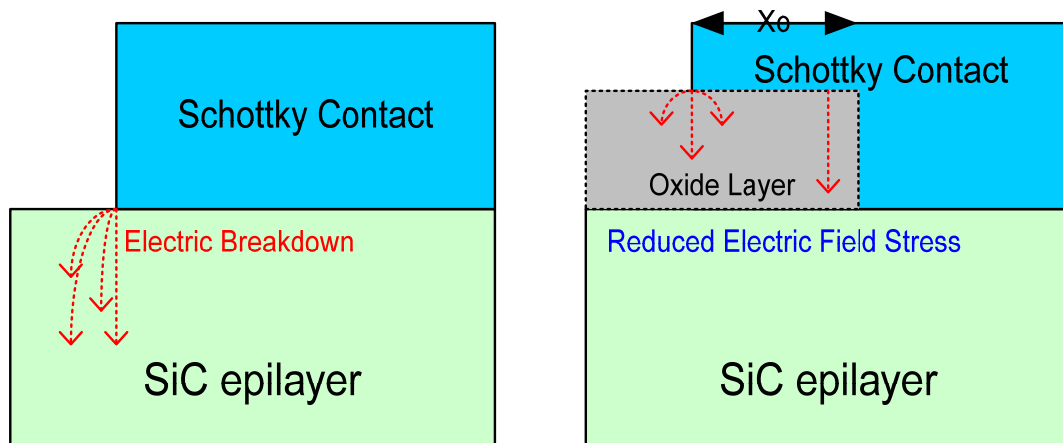 Schottky Contact
Electric Breakdown
SiC epilayer
Xo
Schottky Contact
Oxide Layer
Reduced Electric Field Stress
SiC epilayer